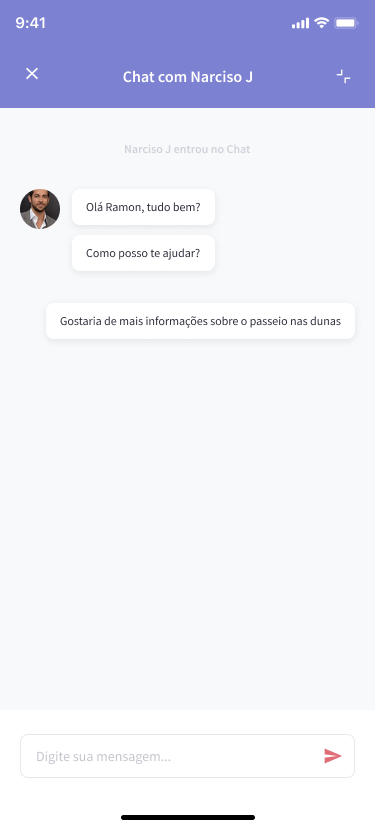 9:41
Chat com Narciso J
Narciso J entrou no Chat
Olá Ramon, tudo bem?
Como posso te ajudar?
Gostaria de mais informações sobre o passeio nas dunas
Digite sua mensagem...